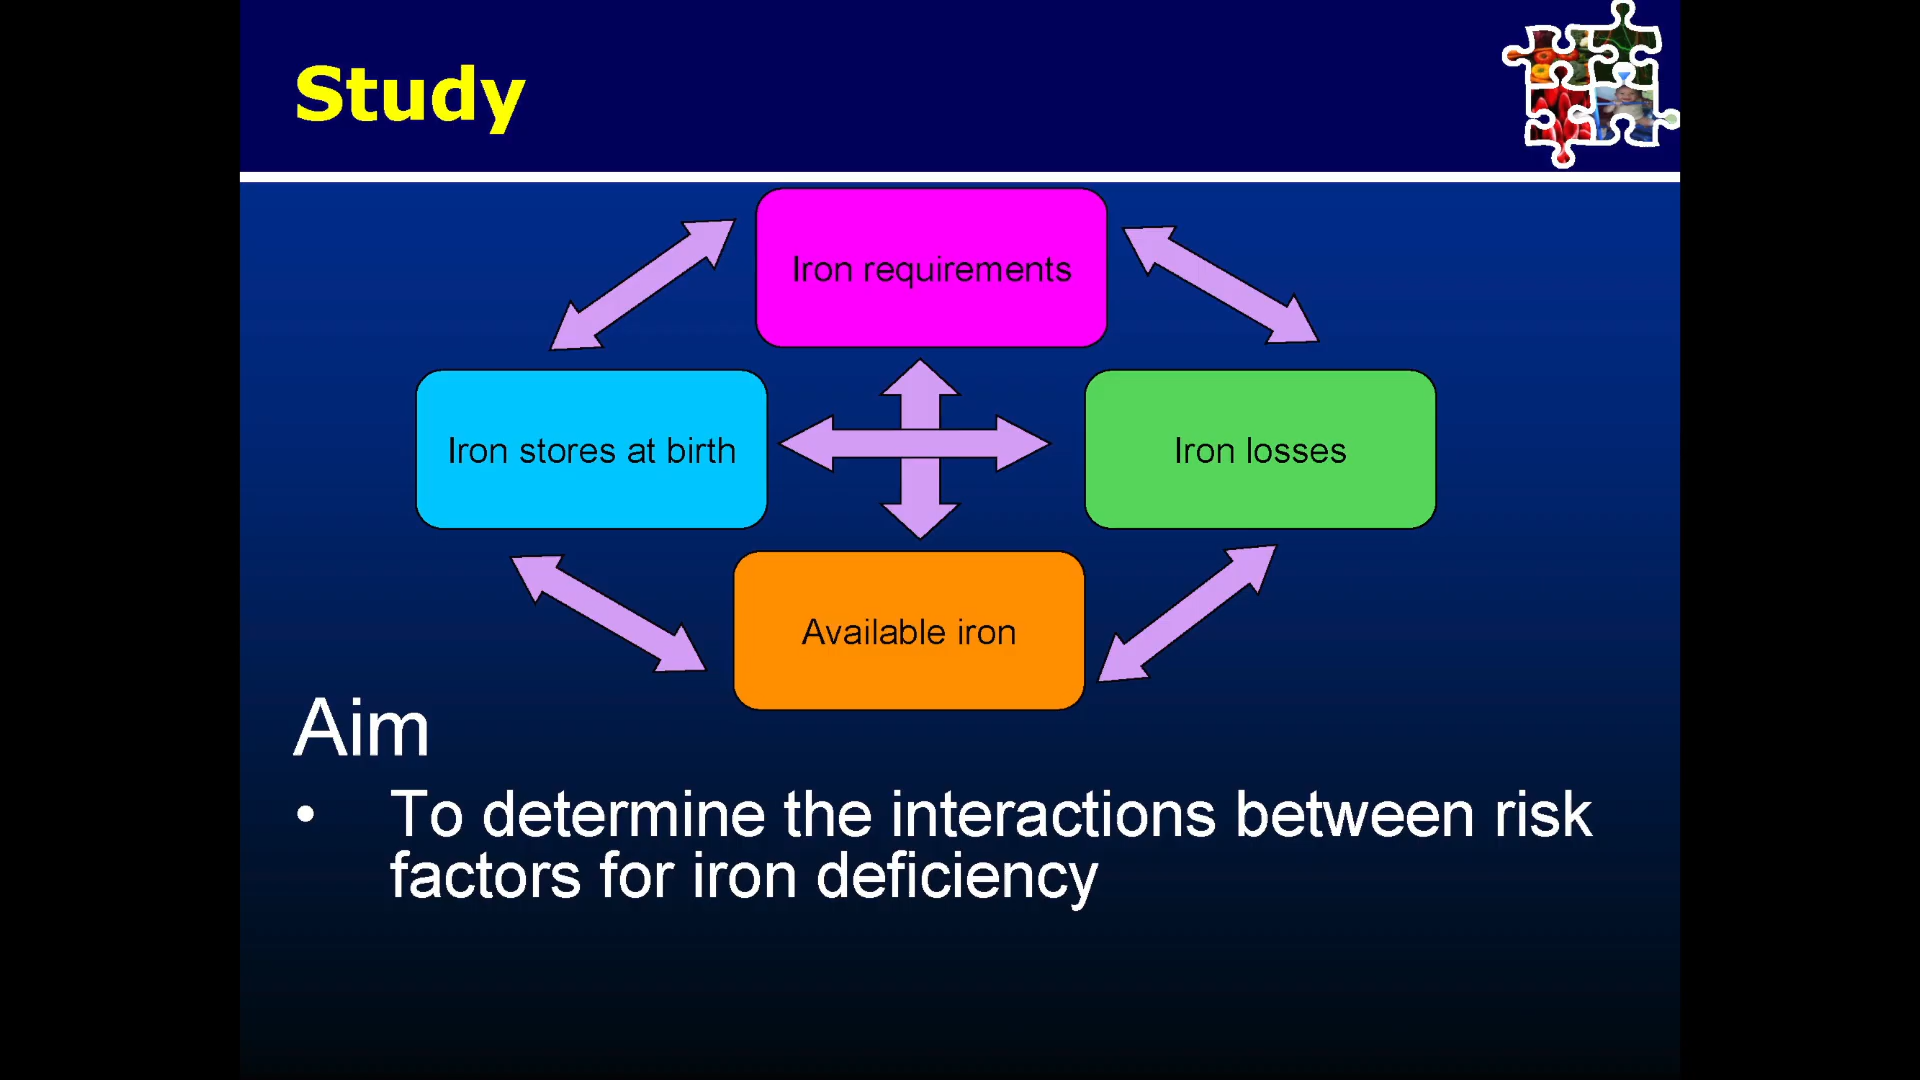 Study
Iron requirements
Iron stores at birth
Iron losses
Available iron
Aim
• To determine the interactions between risk
factors for iron deficiency